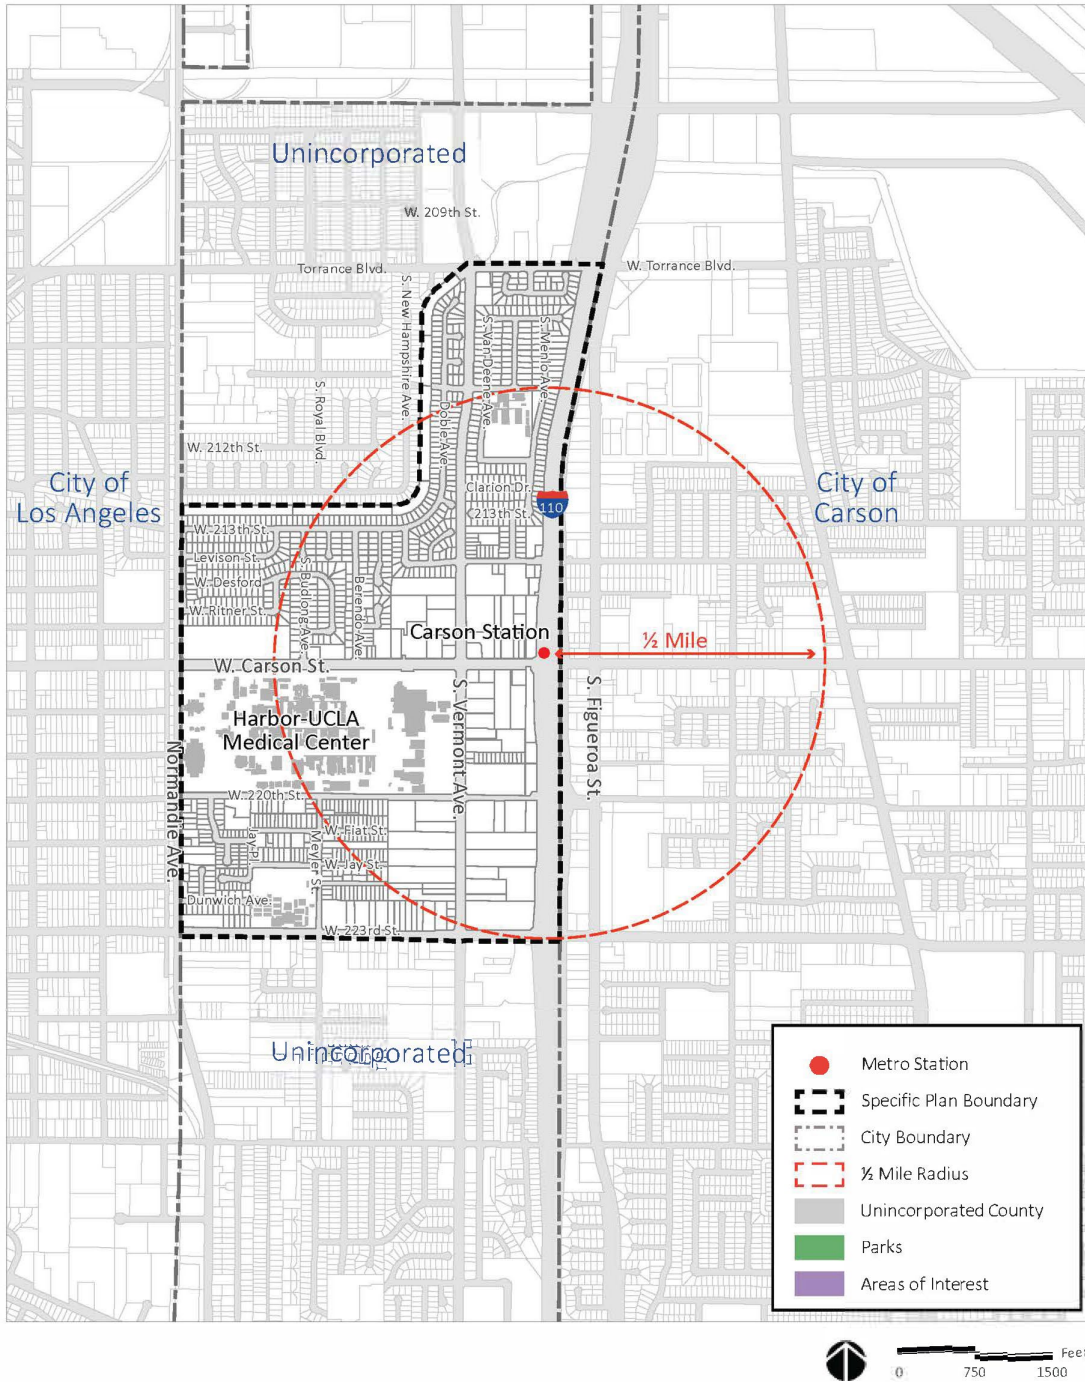 Unincorporated
W. 209th St.
Torrance Blvd.
W. Torrance Blvd.
S. New Hampshire Ave.
S. Van Deene Ave.
S. Menlo Ave.
S. Royal Blvd.
Doble Ave.
W. 212th St.
City of
Los Angeles
City of
Carson
Clarion Dr.
213th St.
110
W. 213th St.
Levison St.
W. Desford
W. Ritner St.
S. Budlong Ave.
Berendo Ave.
Carson Station
½ Mile
W. Carson St.
Harbor-UCLA
Medical Center
S. Vermont Ave.
S. Figueroa St.
Normandie Ave.
W. 220th St.
W. Fiat St.
Jay Pl.
Meyler St.
W. Jay St.
Dunwich Ave.
W. 223rd St.
Unincorporated
Metro Station
Specific Plan Boundary
City Boundary
½ Mile Radius
Unincorporated County
Parks
Areas of Interest
Feet
0 750 1500